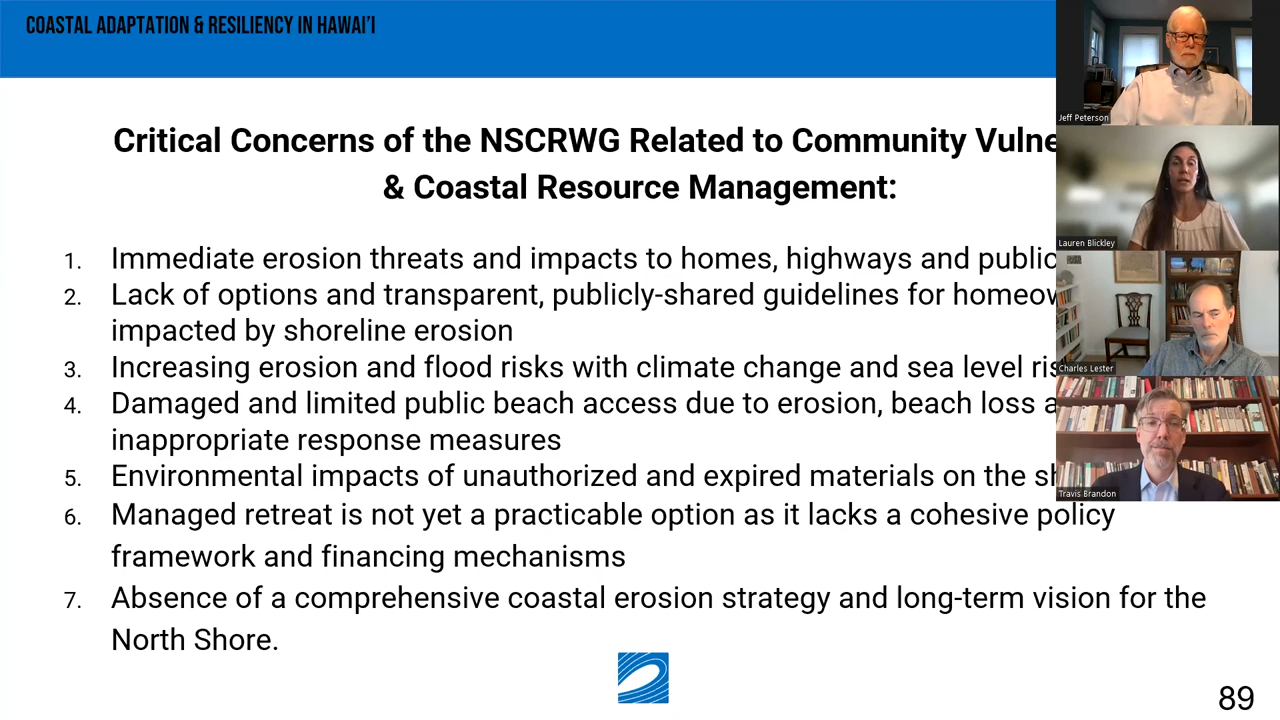 COASTAL ADAPTATION & RESILIENCY IN HAWAI'I
Critical Concerns of the NSCRWG Related to Community Vulne
& Coastal Resource Management:
1. Immediate erosion threats and impacts to homes, highways and public
2. Lack of options and transparent, publicly-shared guidelines for homeow
impacted by shoreline erosion
3. Increasing erosion and flood risks with climate change and sea level ris
4. Damaged and limited public beach access due to erosion, beach loss a
inappropriate response measures
5. Environmental impacts of unauthorized and expired materials on the sh
6. Managed retreat is not yet a practicable option as it lacks a cohesive policy
framework and financing mechanisms
7. Absence of a comprehensive coastal erosion strategy and long-term vision for the
North Shore.
89
Jeff Peterson
Lauren Blickley
Charles Lester
Travis Brandon